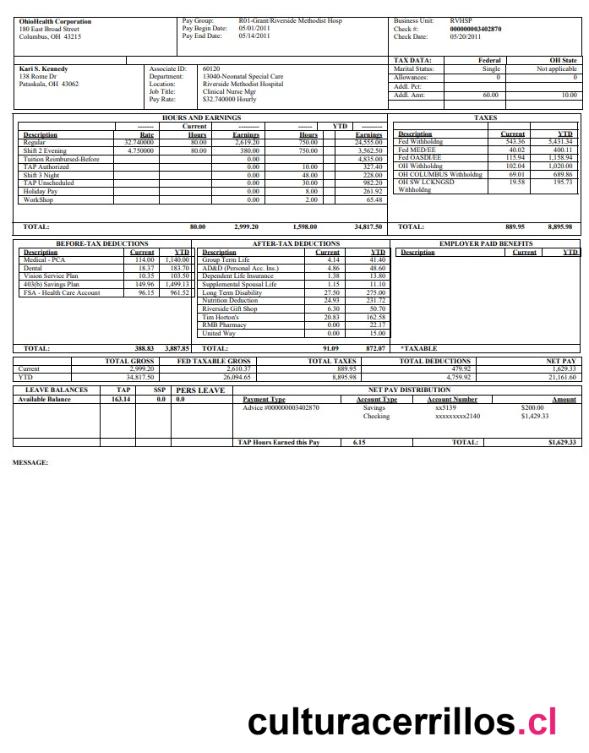 OhioHealth Corporation
180 East Broad Street
Columbus, OH 43215
Pay Group: R01-Grant/Riverside Methodist Hosp
Pay Begin Date: 05/01/2011
Pay End Date: 05/14/2011
Business Unit: RVHSP
Check #: 000000003402870
Check Date: 05/20/2011
Kari S. Kennedy
138 Rome Dr
Pataskala, OH 43062
Associate ID: 60120
Department: 13040-Neonatal Special Care
Location: Riverside Methodist Hospital
Job Title: Clinical Nurse Mgr
Pay Rate: $32.740000 Hourly
TAX DATA: Federal OH State
Marital Status: Single Not applicable
Allowances: 0 0
Addl. Pct:
Addl. Amt: 60.00 10.00
HOURS AND EARNINGS
Current YTD
Description Rate Hours Earnings Hours Earnings
Regular 32.740000 80.00 2,619.20 750.00 24,555.00
Shift 2 Evening 4.750000 80.00 380.00 750.00 3,562.50
Tuition Reimbursed-Before 0.00 4,835.00
TAP Authorized 0.00 10.00 327.40
Shift 3 Night 0.00 48.00 228.00
TAP Unscheduled 0.00 30.00 982.20
Holiday Pay 0.00 8.00 261.92
WorkShop 0.00 2.00 65.48
TOTAL: 80.00 2,999.20 1,598.00 34,817.50
TAXES
Description Current YTD
Fed Withholdng 543.36 5,431.34
Fed MED/EE 40.02 400.11
Fed OASDI/EE 115.94 1,158.94
OH Withholdng 102.04 1,020.00
OH COLUMBUS Withholdng 69.01 689.86
OH SW LCKNGSD Withholdng 19.58 195.73
TOTAL: 889.95 8,895.98
BEFORE-TAX DEDUCTIONS
Description Current YTD
Medical - PCA 114.00 1,140.00
Dental 18.37 183.70
Vision Service Plan 10.35 103.50
403(b) Savings Plan 149.96 1,499.13
FSA - Health Care Account 96.15 961.52
TOTAL: 388.83 3,887.85
AFTER-TAX DEDUCTIONS
Description Current YTD
Group Term Life 4.14 41.40
AD&D (Personal Acc. Ins.) 4.86 48.60
Dependent Life Insurance 1.38 13.80
Supplemental Spousal Life 1.15 11.10
Long Term Disability 27.50 275.00
Nutrition Deduction 24.93 231.72
Riverside Gift Shop 6.30 50.70
Tim Horton's 20.83 162.58
RMB Pharmacy 0.00 22.17
United Way 0.00 15.00
TOTAL: 91.09 872.07
EMPLOYER PAID BENEFITS
Description Current YTD
*TAXABLE
TOTAL GROSS FED TAXABLE GROSS TOTAL TAXES TOTAL DEDUCTIONS NET PAY
Current 2,999.20 2,610.37 889.95 479.92 1,629.33
YTD 34,817.50 26,094.65 8,895.98 4,759.92 21,161.60
LEAVE BALANCES TAP SSP PERS LEAVE
Available Balance 163.14 0.0 0.0
NET PAY DISTRIBUTION
Payment Type Account Type Account Number Amount
Advice #000000003402870 Savings xx5139 $200.00
Checking xxxxxxxxx2140 $1,429.33
TAP Hours Earned this Pay 6.15 TOTAL: $1,629.33
MESSAGE:
culturacerrillos.cl